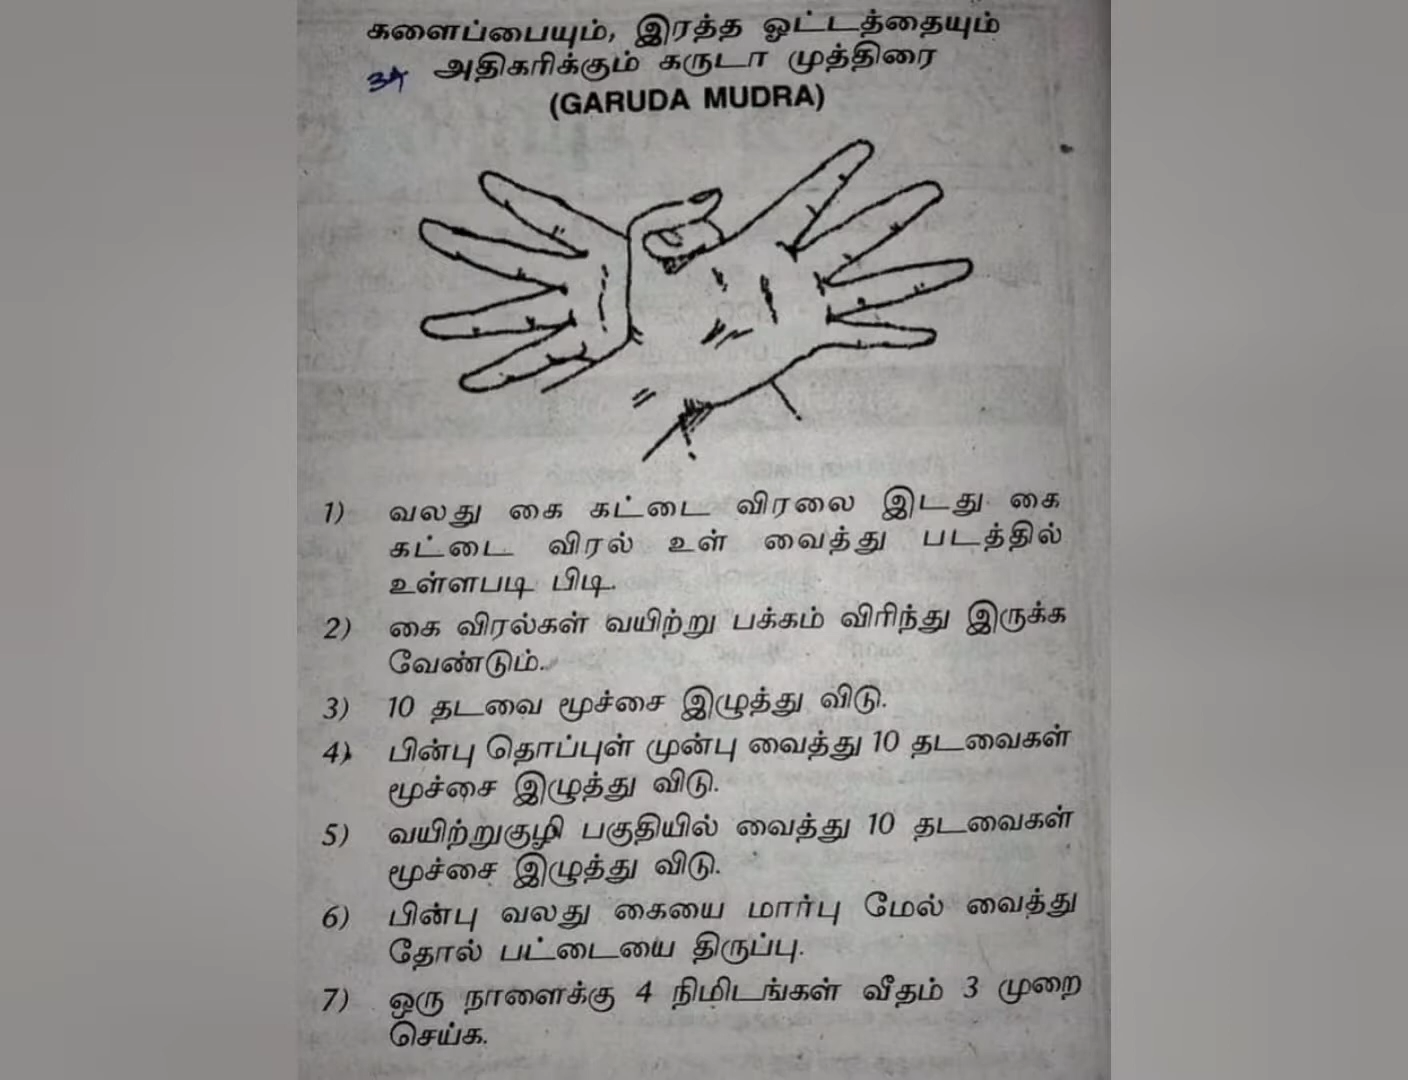 களைப்பையும், இரத்த ஓட்டத்தையும்
அதிகரிக்கும் கருடா முத்திரை
(GARUDA MUDRA)
1) வலது கை கட்டை விரலை இடது கை
கட்டை விரல் உள் வைத்து படத்தில்
உள்ளபடி பிடி.
2) கை விரல்கள் வயிற்று பக்கம் விரிந்து இருக்க
வேண்டும்.
3) 10 தடவை மூச்சை இழுத்து விடு.
4) பின்பு தொப்புள் முன்பு வைத்து 10 தடவைகள்
மூச்சை இழுத்து விடு.
5) வயிற்றுகுழி பகுதியில் வைத்து 10 தடவைகள்
மூச்சை இழுத்து விடு.
6) பின்பு வலது கையை மார்பு மேல் வைத்து
தோல் பட்டையை திருப்பு.
7) ஒரு நாளைக்கு 4 நிமிடங்கள் வீதம் 3 முறை
செய்க.